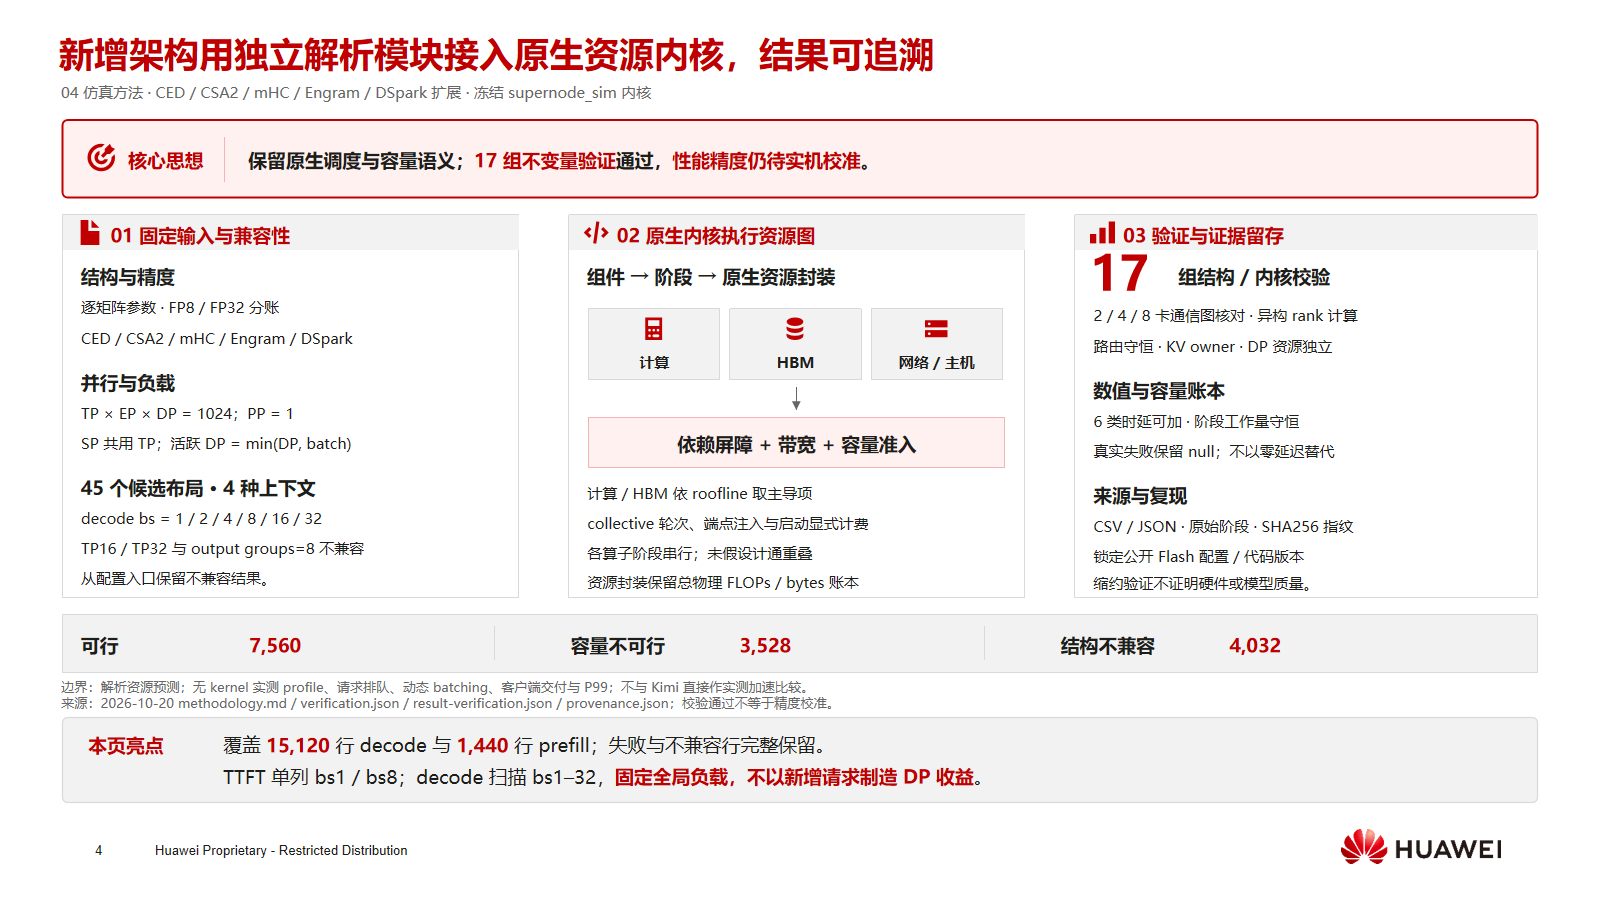 新增架构用独立解析模块接入原生资源内核，结果可追溯
04 仿真方法 · CED / CSA2 / mHC / Engram / DSpark 扩展 · 冻结 supernode_sim 内核
核心思想
保留原生调度与容量语义；17 组不变量验证通过，性能精度仍待实机校准。
01 固定输入与兼容性
结构与精度
逐矩阵参数 · FP8 / FP32 分账
CED / CSA2 / mHC / Engram / DSpark
并行与负载
TP × EP × DP = 1024；PP = 1
SP 共用 TP；活跃 DP = min(DP, batch)
45 个候选布局 · 4 种上下文
decode bs = 1 / 2 / 4 / 8 / 16 / 32
TP16 / TP32 与 output groups=8 不兼容
从配置入口保留不兼容结果。
02 原生内核执行资源图
组件 → 阶段 → 原生资源封装
计算
HBM
网络 / 主机
依赖屏障 + 带宽 + 容量准入
计算 / HBM 依 roofline 取主导项
collective 轮次、端点注入与启动显式计费
各算子阶段串行；未假设计通重叠
资源封装保留总物理 FLOPs / bytes 账本
03 验证与证据留存
17 组结构 / 内核校验
2 / 4 / 8 卡通信图核对 · 异构 rank 计算
路由守恒 · KV owner · DP 资源独立
数值与容量账本
6 类时延可加 · 阶段工作量守恒
真实失败保留 null；不以零延迟替代
来源与复现
CSV / JSON · 原始阶段 · SHA256 指纹
锁定公开 Flash 配置 / 代码版本
缩约验证不证明硬件或模型质量。
可行 7,560
容量不可行 3,528
结构不兼容 4,032
边界：解析资源预测；无 kernel 实测 profile、请求排队、动态 batching、客户端交付与 P99；不与 Kimi 直接作实测加速比较。
来源：2026-10-20 methodology.md / verification.json / result-verification.json / provenance.json；校验通过不等于精度校准。
本页亮点
覆盖 15,120 行 decode 与 1,440 行 prefill；失败与不兼容行完整保留。
TTFT 单列 bs1 / bs8；decode 扫描 bs1–32，固定全局负载，不以新增请求制造 DP 收益。
4
Huawei Proprietary - Restricted Distribution
HUAWEI